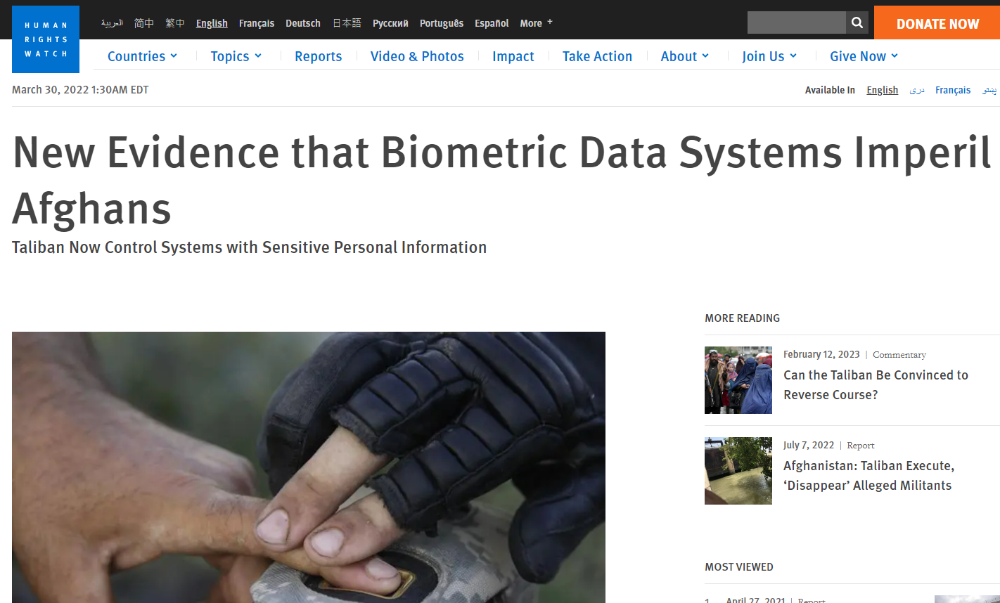 HUMAN
RIGHTS
WATCH
العربية 简中 繁中 English Français Deutsch 日本語 Русский Português Español More +
DONATE NOW
Countries Topics Reports Video & Photos Impact Take Action About Join Us Give Now
March 30, 2022 1:30AM EDT
Available In English دری Français پښتو
New Evidence that Biometric Data Systems Imperil
Afghans
Taliban Now Control Systems with Sensitive Personal Information
MORE READING
February 12, 2023 | Commentary
Can the Taliban Be Convinced to
Reverse Course?
July 7, 2022 | Report
Afghanistan: Taliban Execute,
‘Disappear’ Alleged Militants
MOST VIEWED
1 April 27, 2021 | Report